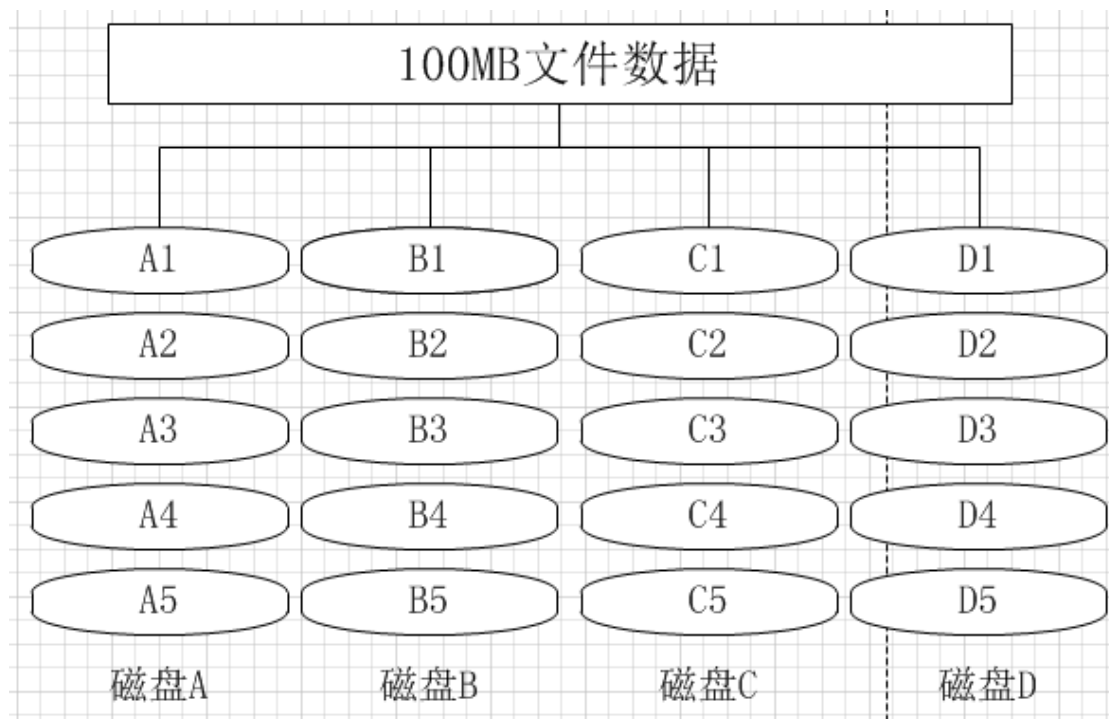 100MB文件数据
A1 B1 C1 D1
A2 B2 C2 D2
A3 B3 C3 D3
A4 B4 C4 D4
A5 B5 C5 D5
磁盘A 磁盘B 磁盘C 磁盘D